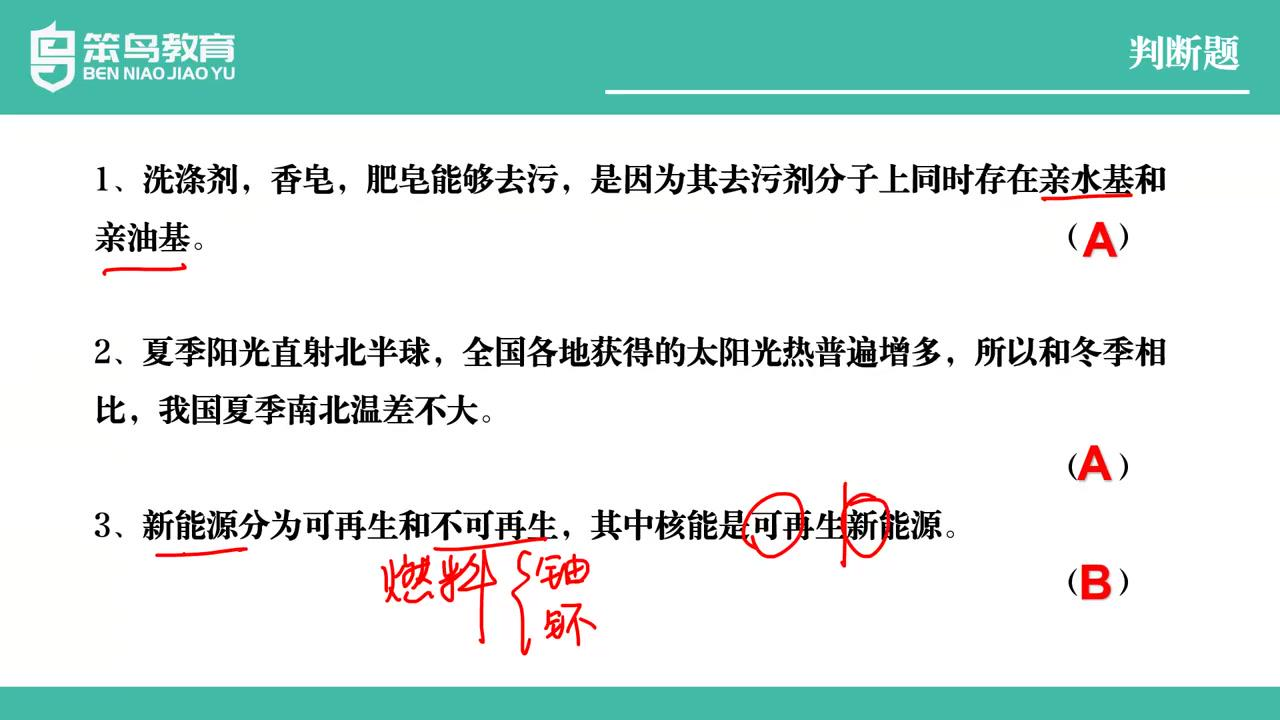 笨鸟教育
BEN NIAO JIAO YU
判断题
1、洗涤剂，香皂，肥皂能够去污，是因为其去污剂分子上同时存在亲水基和
亲油基。
（A）
2、夏季阳光直射北半球，全国各地获得的太阳光热普遍增多，所以和冬季相
比，我国夏季南北温差不大。
（A）
3、新能源分为可再生和不可再生，其中核能是可再生新能源。
（B）
燃料
铀